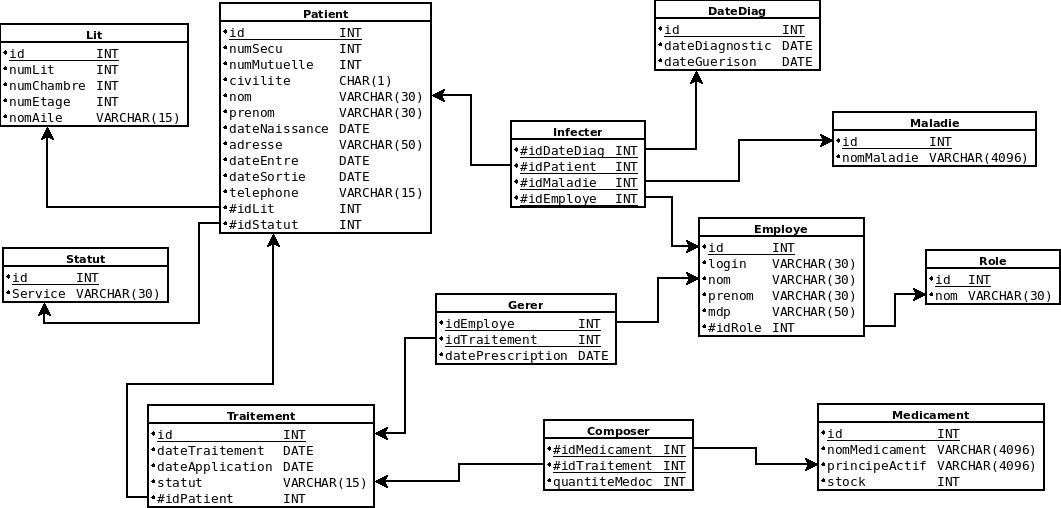 Lit
id INT
numLit INT
numChambre INT
numEtage INT
nomAile VARCHAR(15)
Patient
id INT
numSecu INT
numMutuelle INT
civilite CHAR(1)
nom VARCHAR(30)
prenom VARCHAR(30)
dateNaissance DATE
adresse VARCHAR(50)
dateEntre DATE
dateSortie DATE
telephone VARCHAR(15)
#idLit INT
#idStatut INT
DateDiag
id INT
dateDiagnostic DATE
dateGuerison DATE
Infecter
#idDateDiag INT
#idPatient INT
#idMaladie INT
#idEmploye INT
Maladie
id INT
nomMaladie VARCHAR(4096)
Statut
id INT
Service VARCHAR(30)
Employe
id INT
login VARCHAR(30)
nom VARCHAR(30)
prenom VARCHAR(30)
mdp VARCHAR(50)
#idRole INT
Role
id INT
nom VARCHAR(30)
Gerer
idEmploye INT
idTraitement INT
datePrescription DATE
Traitement
id INT
dateTraitement DATE
dateApplication DATE
statut VARCHAR(15)
#idPatient INT
Composer
#idMedicament INT
#idTraitement INT
quantiteMedoc INT
Medicament
id INT
nomMedicament VARCHAR(4096)
principeActif VARCHAR(4096)
stock INT